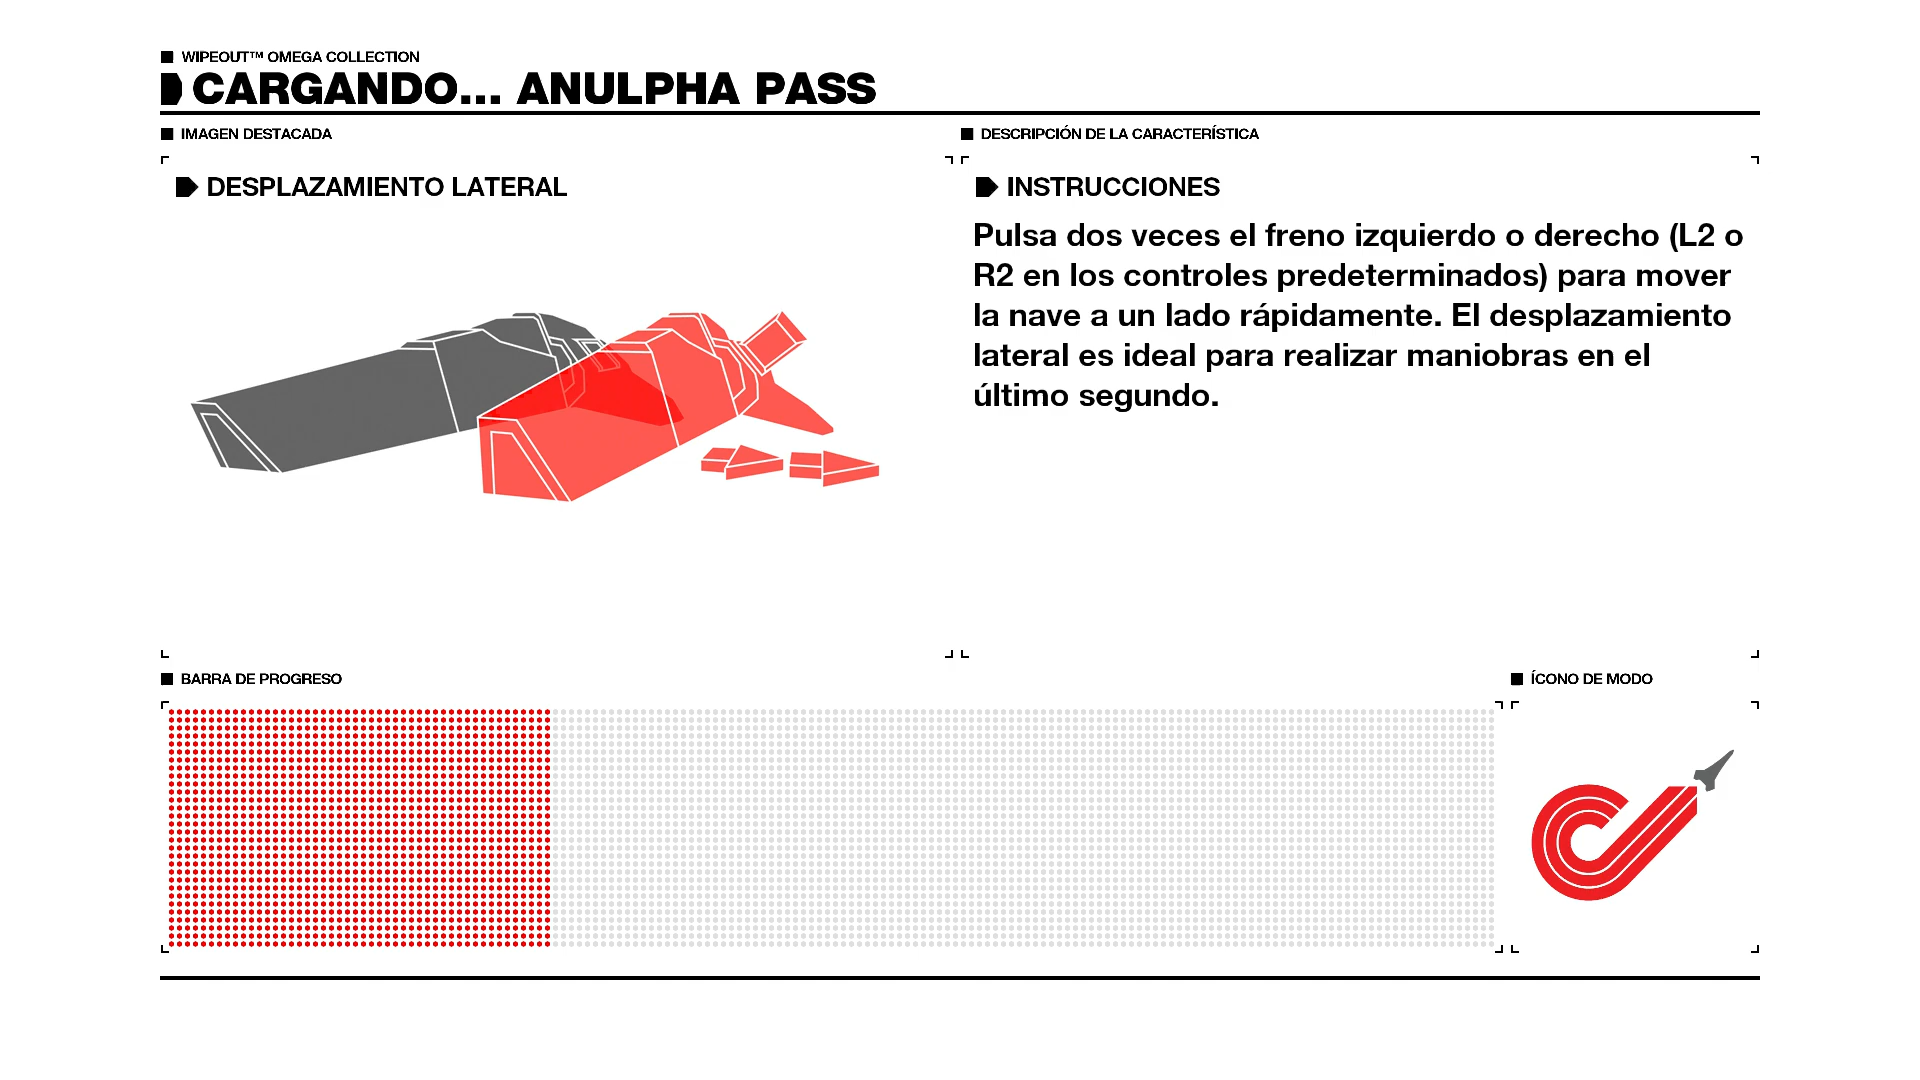 WIPEOUT™ OMEGA COLLECTION
CARGANDO... ANULPHA PASS
IMAGEN DESTACADA
DESPLAZAMIENTO LATERAL
DESCRIPCIÓN DE LA CARACTERÍSTICA
INSTRUCCIONES
Pulsa dos veces el freno izquierdo o derecho (L2 o
R2 en los controles predeterminados) para mover
la nave a un lado rápidamente. El desplazamiento
lateral es ideal para realizar maniobras en el
último segundo.
BARRA DE PROGRESO
ÍCONO DE MODO